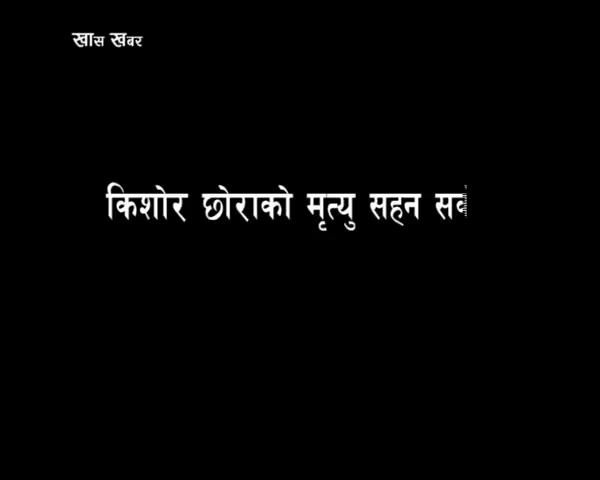 खास खबर
किशोर छोराको मृत्यु सहन